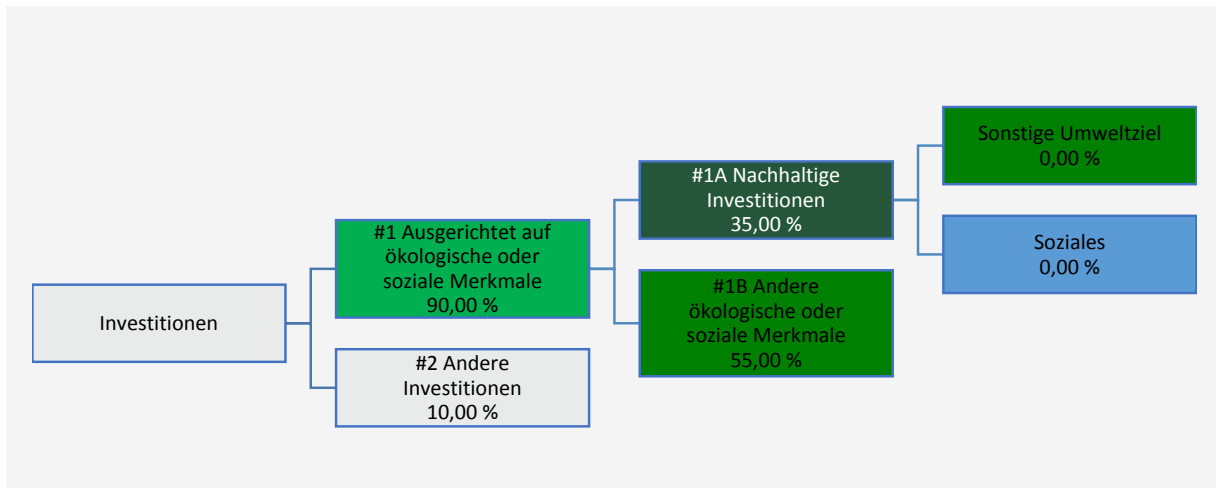 Investitionen
#1 Ausgerichtet auf
ökologische oder
soziale Merkmale
90,00 %
#2 Andere
Investitionen
10,00 %
#1A Nachhaltige
Investitionen
35,00 %
#1B Andere
ökologische oder
soziale Merkmale
55,00 %
Sonstige Umweltziel
0,00 %
Soziales
0,00 %